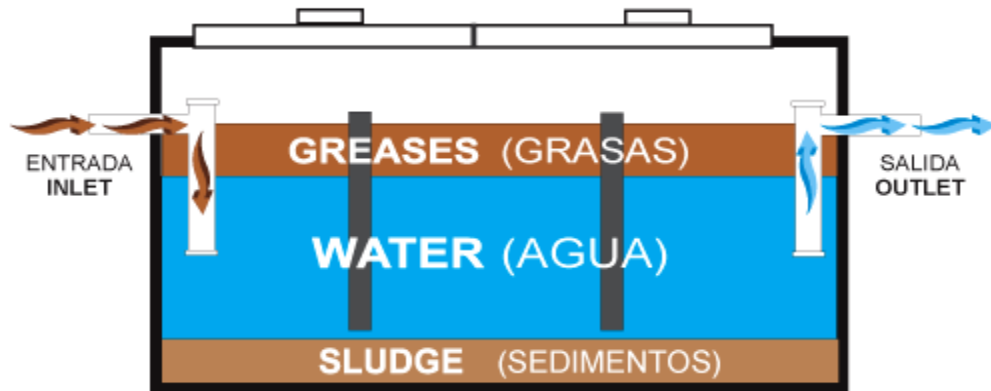 GREASES (GRASAS)
ENTRADA
INLET
SALIDA
OUTLET
WATER (AGUA)
SLUDGE (SEDIMENTOS)